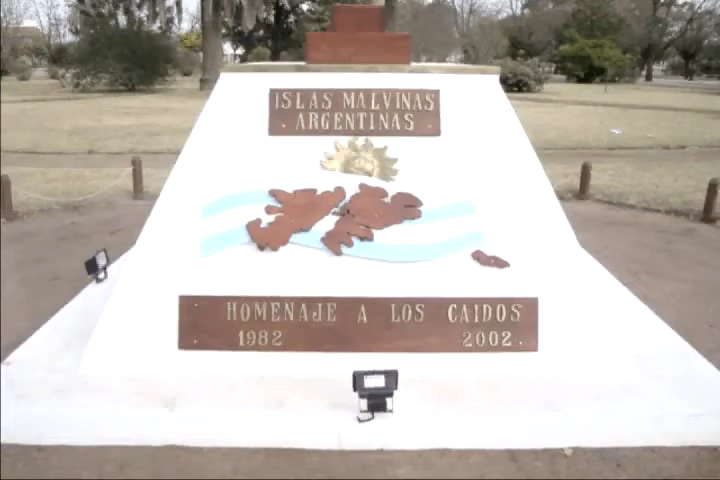 ISLAS MALVINAS
ARGENTINAS
HOMENAJE A LOS CAIDOS
1982 2002